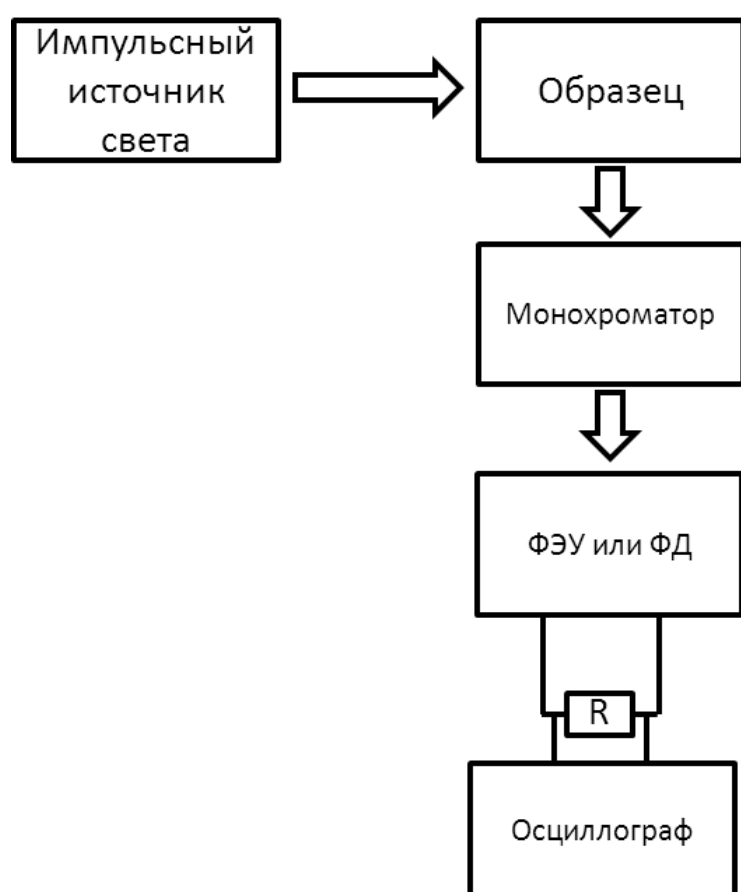 Импульсный
источник
света
Образец
Монохроматор
ФЭУ или ФД
R
Осциллограф